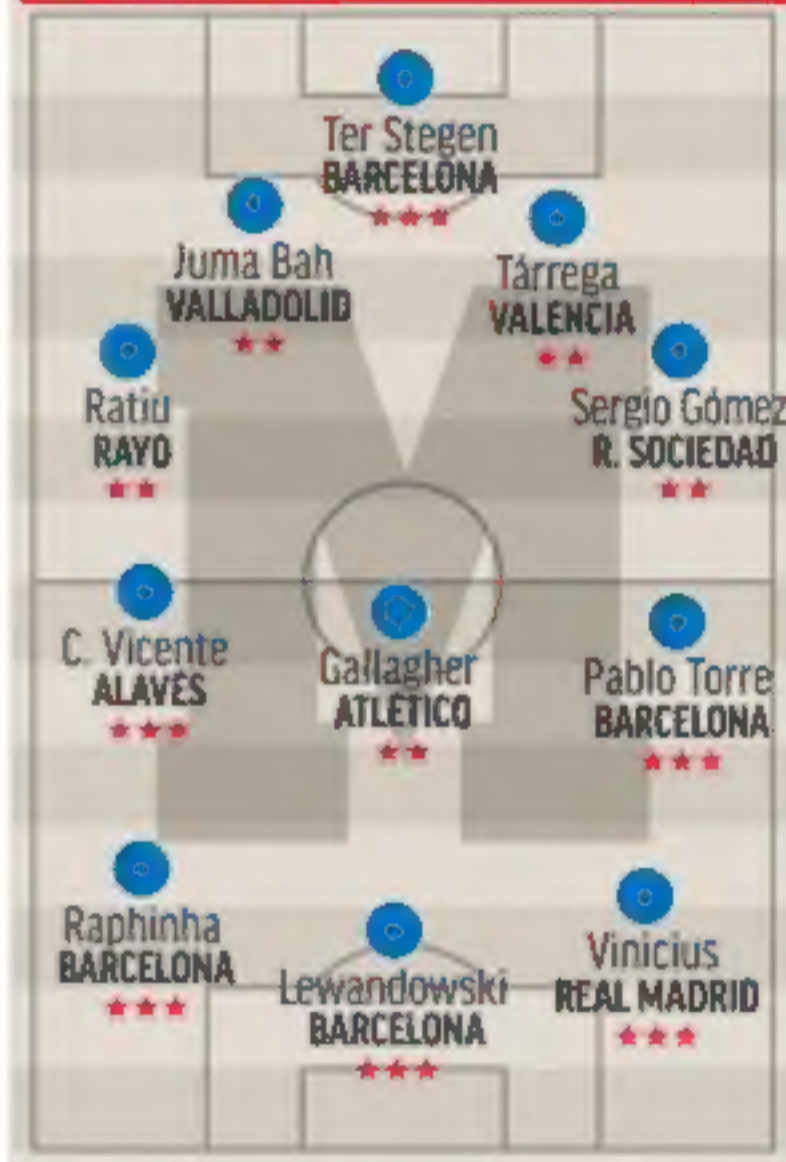 Ter Stegen
BARCELONA
★★★
Juma Bah
VALLADOLID
★★
Tárrega
VALENCIA
★★
Ratiu
RAYO
★★
Sergio Gómez
R. SOCIEDAD
★★
C. Vicente
ALAVÉS
★★★
Gallagher
ATLÉTICO
★★
Pablo Torre
BARCELONA
★★★
Raphinha
BARCELONA
★★★
Lewandowski
BARCELONA
★★★
Vinicius
REAL MADRID
★★★